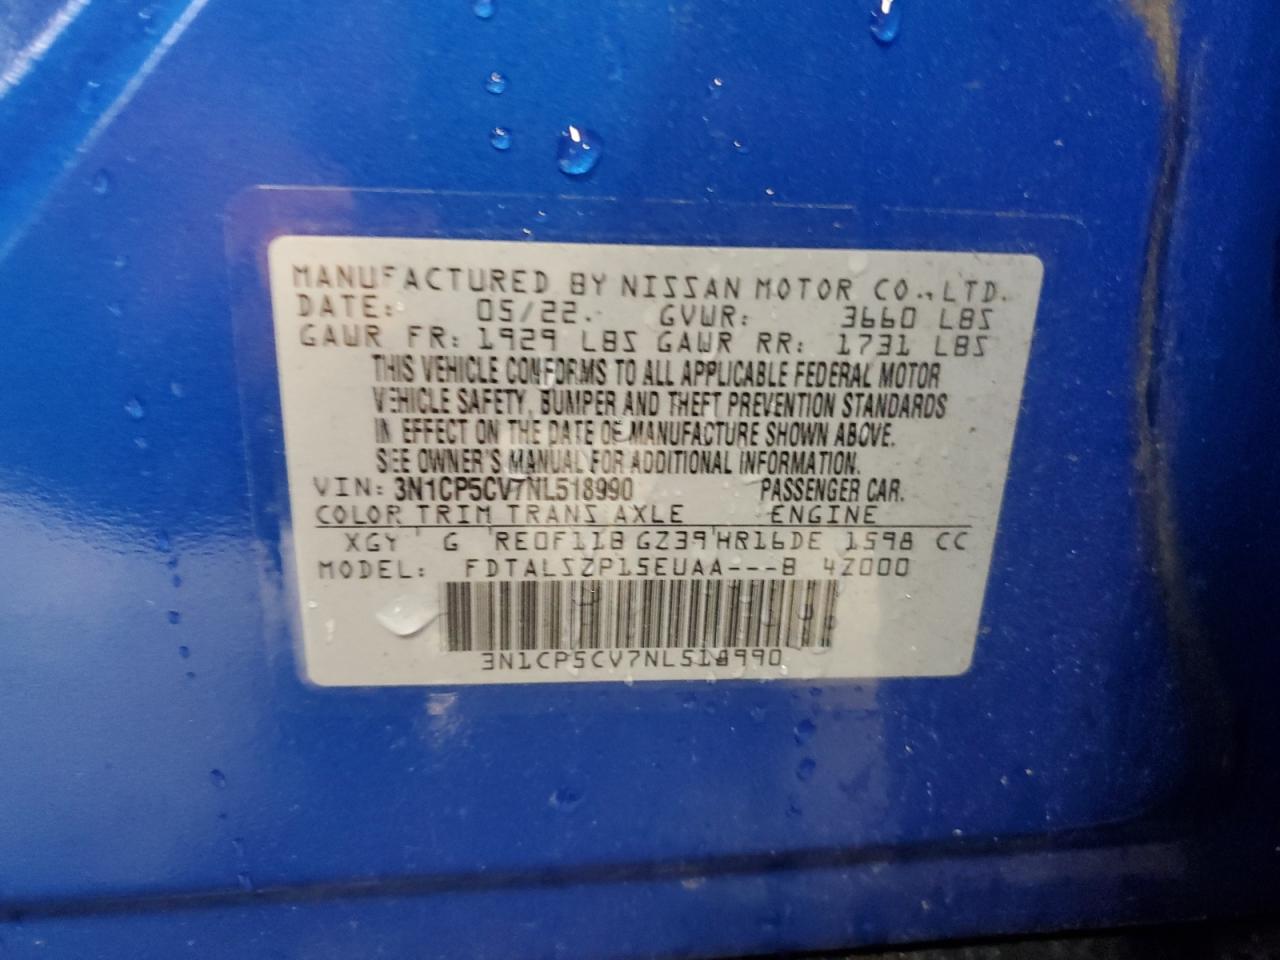 MANUFACTURED BY NISSAN MOTOR CO., LTD.
DATE: 05/22. GVWR: 3660 LBS
GAWR FR: 1929 LBS GAWR RR: 1731 LBS
THIS VEHICLE CONFORMS TO ALL APPLICABLE FEDERAL MOTOR
VEHICLE SAFETY, BUMPER AND THEFT PREVENTION STANDARDS
IN EFFECT ON THE DATE OF MANUFACTURE SHOWN ABOVE.
SEE OWNER'S MANUAL FOR ADDITIONAL INFORMATION.
VIN: 3N1CP5CV7NL518990 PASSENGER CAR.
COLOR TRIM TRANS AXLE ENGINE
XGY G RE0F11B GZ39 HR16DE 1598 CC
MODEL: FDTALSZP15EUAA---B 4Z000
3N1CP5CV7NL518990